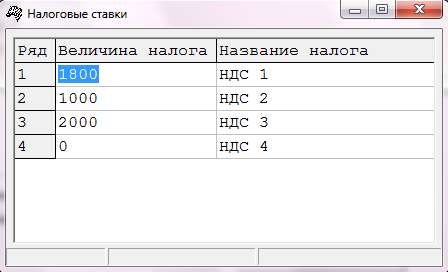 Налоговые ставки
Ряд Величина налога Название налога
1 1800 НДС 1
2 1000 НДС 2
3 2000 НДС 3
4 0 НДС 4